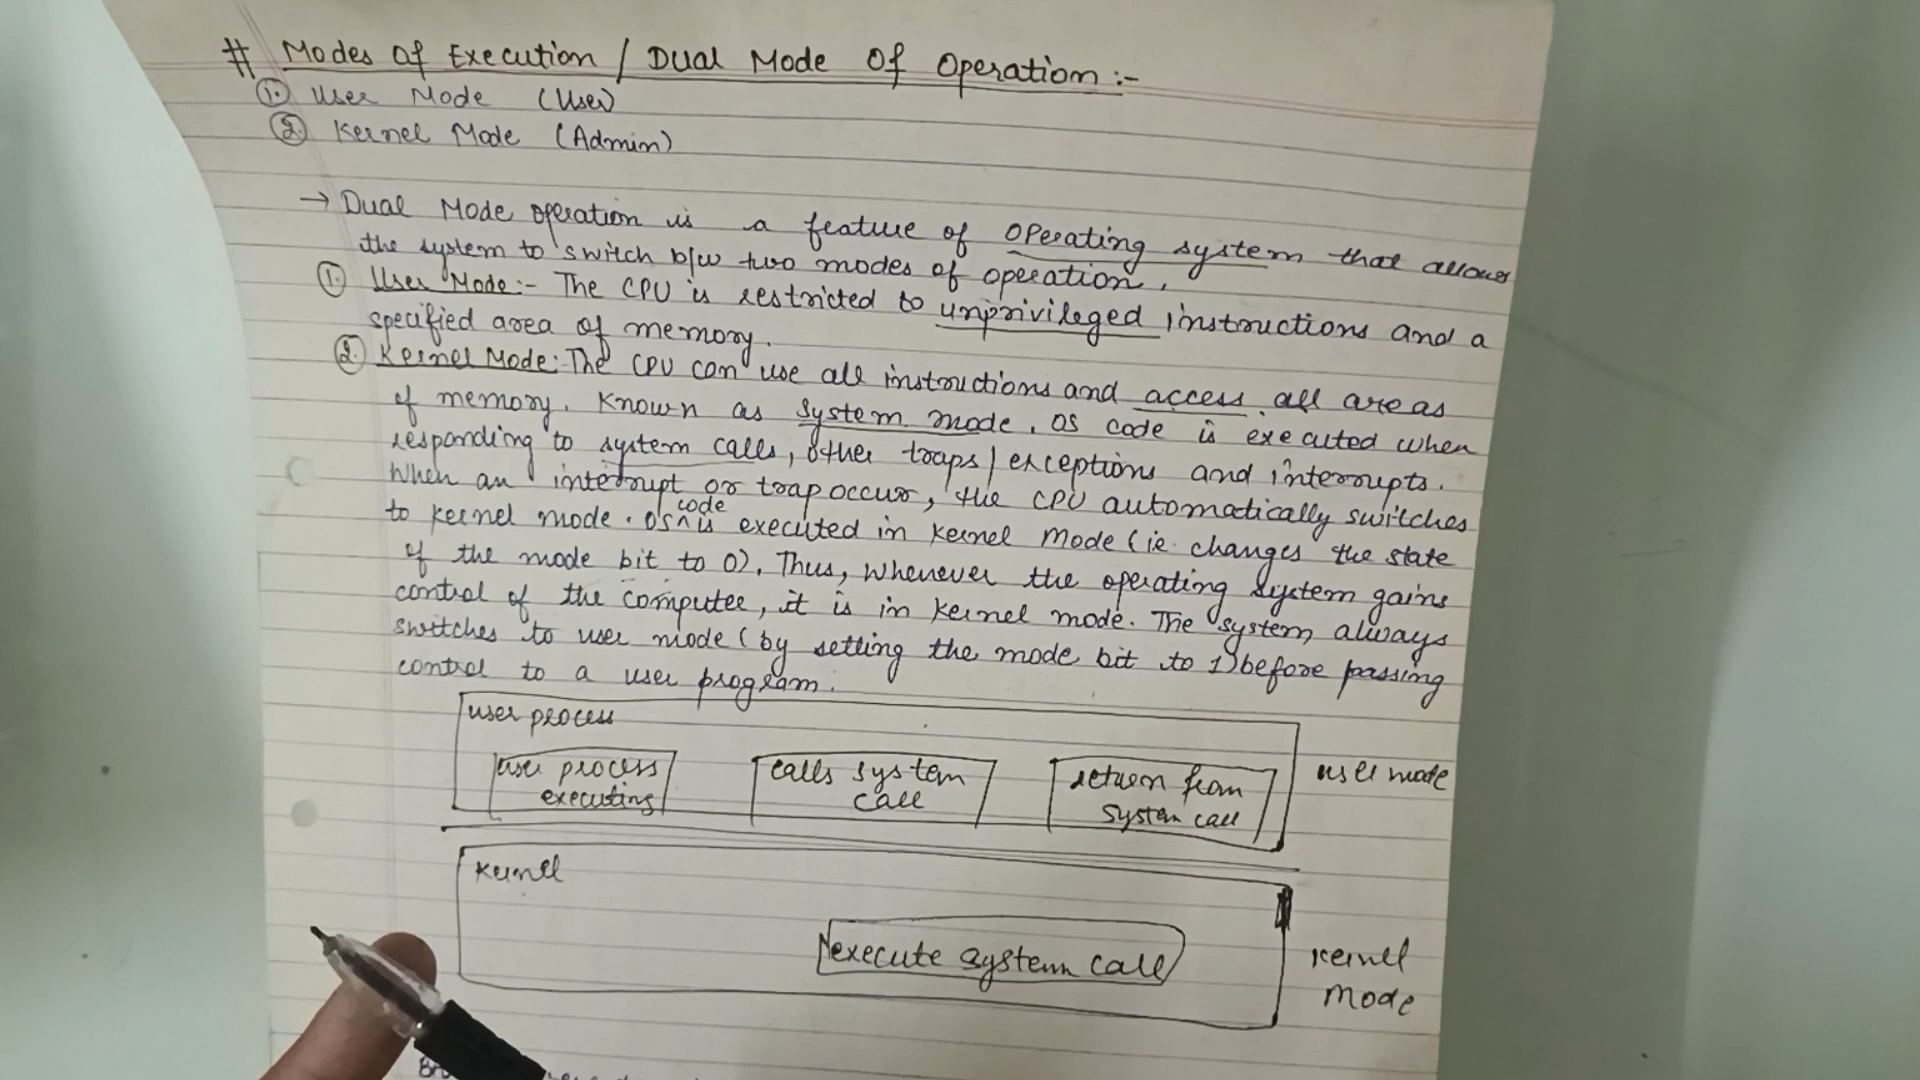 # Modes Of Execution / Dual Mode Of Operation :-
① User Mode (User)
② Kernel Mode (Admin)
→ Dual Mode operation is a feature of operating system that allows
the system to switch b/w two modes of operation.
① User Mode:- The CPU is restricted to unprivileged instructions and a
specified area of memory.
② Kernel Mode:- The CPU can use all instructions and access all areas
of memory. Known as system mode. OS code is executed when
responding to system calls, other traps/exceptions and interrupts.
When an interrupt or trap occur, the CPU automatically switches
to kernel mode. OS code is executed in kernel mode (ie. changes the state
of the mode bit to 0). Thus, whenever the operating system gains
control of the computer, it is in kernel mode. The system always
switches to user mode (by setting the mode bit to 1) before passing
control to a user program.
user process
user process
executing
calls system
call
return from
system call
user mode
kernel
execute system call
kernel
mode